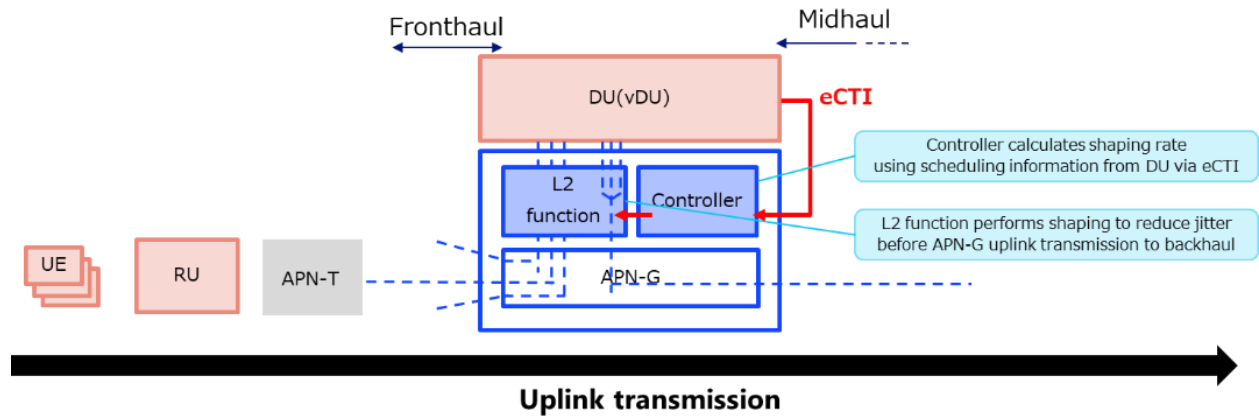 Fronthaul
Midhaul
DU(vDU)
eCTI
Controller calculates shaping rate
using scheduling information from DU via eCTI
L2
function
Controller
L2 function performs shaping to reduce jitter
before APN-G uplink transmission to backhaul
UE
RU
APN-T
APN-G
Uplink transmission